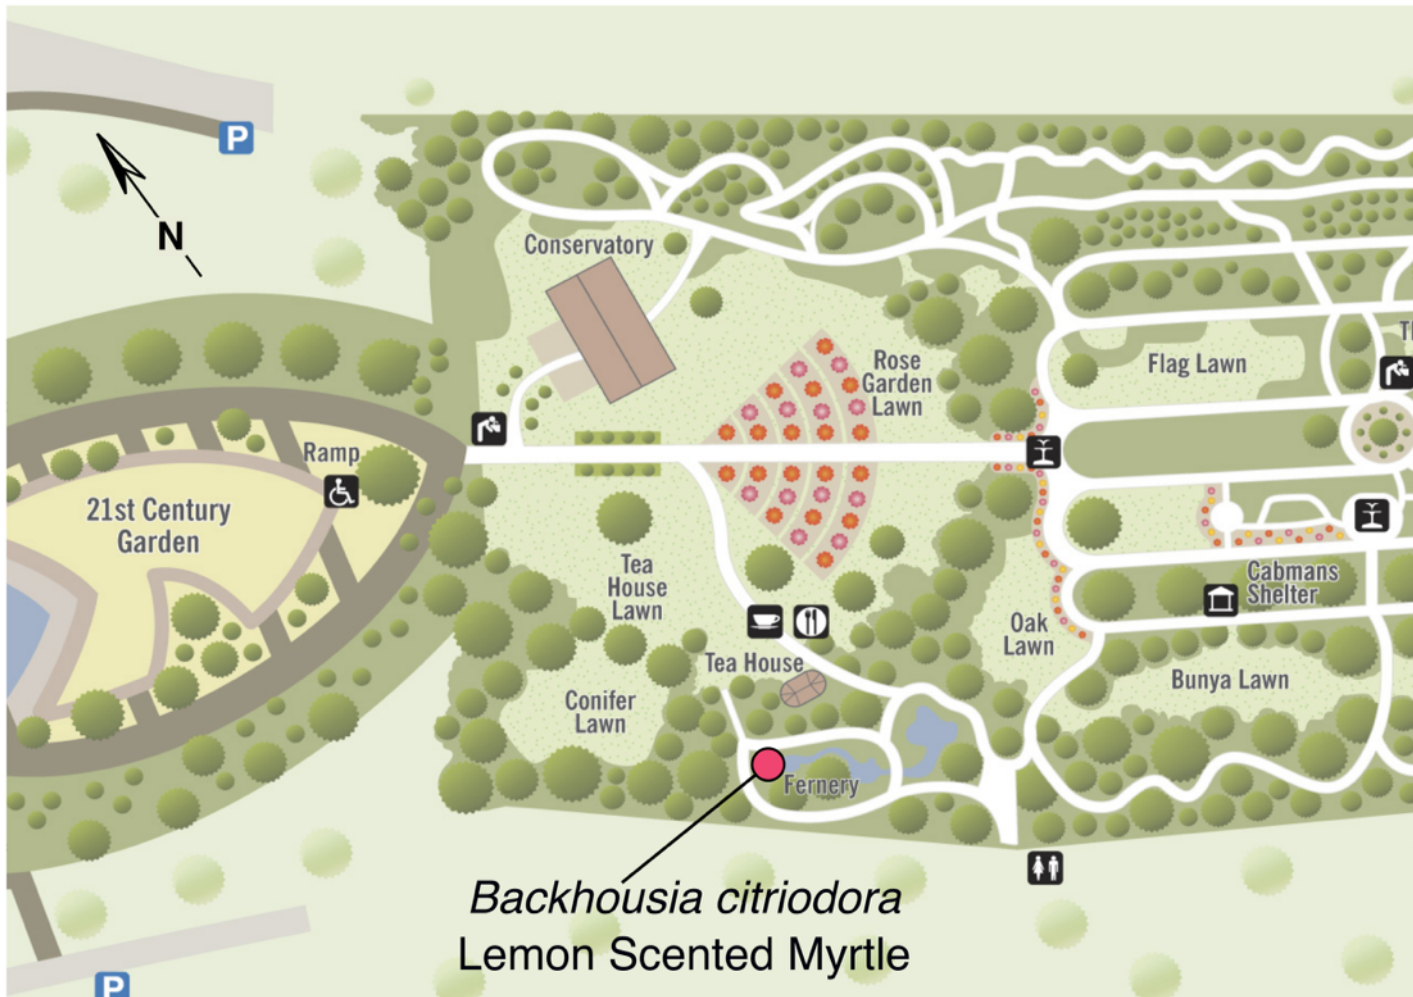 P
N
Conservatory
Rose
Garden
Lawn
Flag Lawn
Th
Ramp
21st Century
Garden
Tea
House
Lawn
Cabmans
Shelter
Oak
Lawn
Tea House
Bunya Lawn
Conifer
Lawn
Fernery
Backhousia citriodora
Lemon Scented Myrtle
P